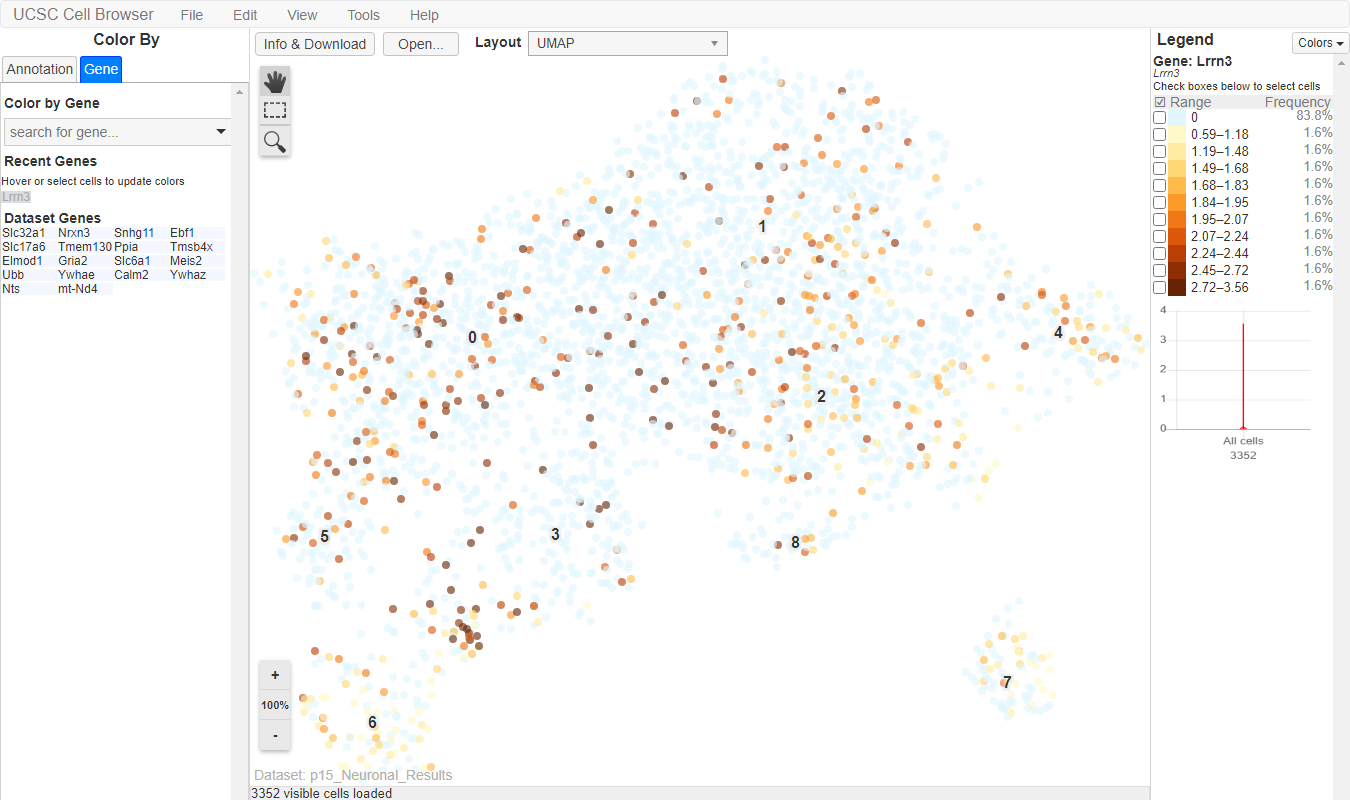 UCSC Cell Browser File Edit View Tools Help
Color By
Annotation Gene
Color by Gene
search for gene...
Recent Genes
Hover or select cells to update colors
Lrrn3
Dataset Genes
Slc32a1 Nrxn3 Snhg11 Ebf1
Slc17a6 Tmem130 Ppia Tmsb4x
Elmod1 Gria2 Slc6a1 Meis2
Ubb Ywhae Calm2 Ywhaz
Nts mt-Nd4
Info & Download Open... Layout UMAP
1
0
4
2
5
3
8
7
6
+
100%
-
Dataset: p15_Neuronal_Results
3352 visible cells loaded
Legend Colors
Gene: Lrrn3
Lrrn3
Check boxes below to select cells
Range Frequency
0 83.8%
0.59–1.18 1.6%
1.19–1.48 1.6%
1.49–1.68 1.6%
1.68–1.83 1.6%
1.84–1.95 1.6%
1.95–2.07 1.6%
2.07–2.24 1.6%
2.24–2.44 1.6%
2.45–2.72 1.6%
2.72–3.56 1.6%
4
3
2
1
0
All cells
3352